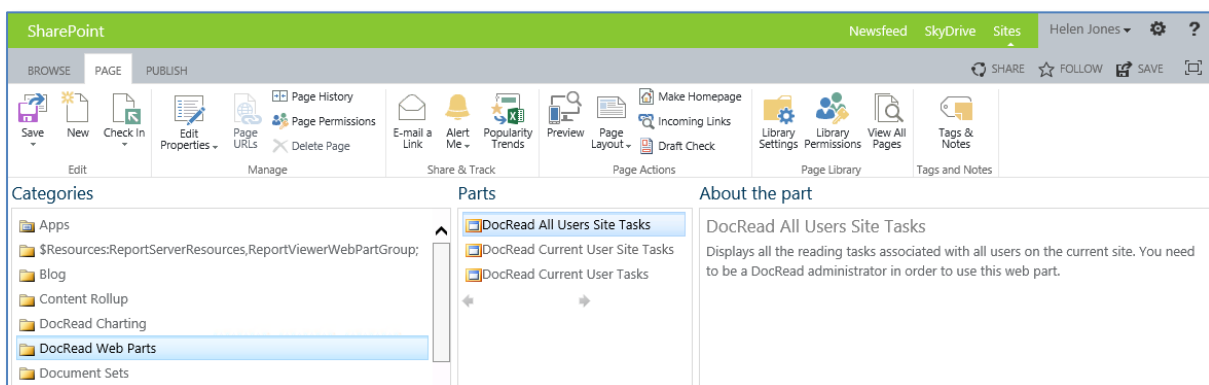 SharePoint
Newsfeed SkyDrive Sites Helen Jones ?
BROWSE PAGE PUBLISH
SHARE FOLLOW SAVE
Save
New
Check In
Edit
Edit
Properties
Page
URLs
Page History
Page Permissions
Delete Page
Manage
E-mail a
Link
Alert
Me
Popularity
Trends
Share & Track
Preview
Page
Layout
Make Homepage
Incoming Links
Draft Check
Page Actions
Library
Settings
Library
Permissions
View All
Pages
Page Library
Tags &
Notes
Tags and Notes
Categories
Apps
$Resources:ReportServerResources,ReportViewerWebPartGroup;
Blog
Content Rollup
DocRead Charting
DocRead Web Parts
Document Sets
Parts
DocRead All Users Site Tasks
DocRead Current User Site Tasks
DocRead Current User Tasks
About the part
DocRead All Users Site Tasks
Displays all the reading tasks associated with all users on the current site. You need
to be a DocRead administrator in order to use this web part.